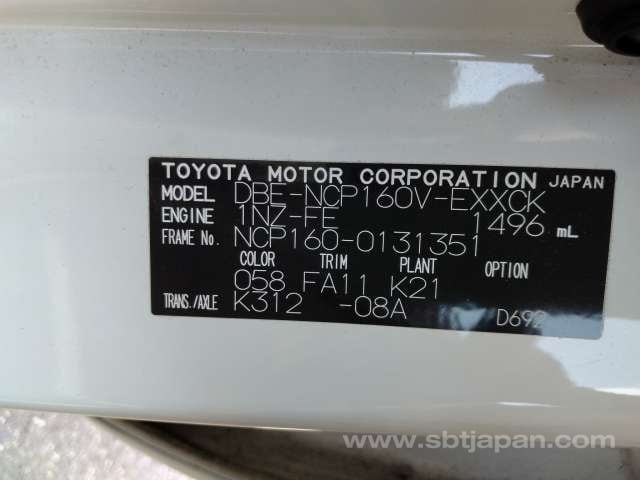 TOYOTA MOTOR CORPORATION JAPAN
MODEL DBE-NCP160V-EXXCK
ENGINE 1NZ-FE 1496 mL
FRAME No. NCP160-0131351
COLOR TRIM PLANT OPTION
058 FA11 K21
TRANS./AXLE K312 -08A D692
www.sbtjapan.com